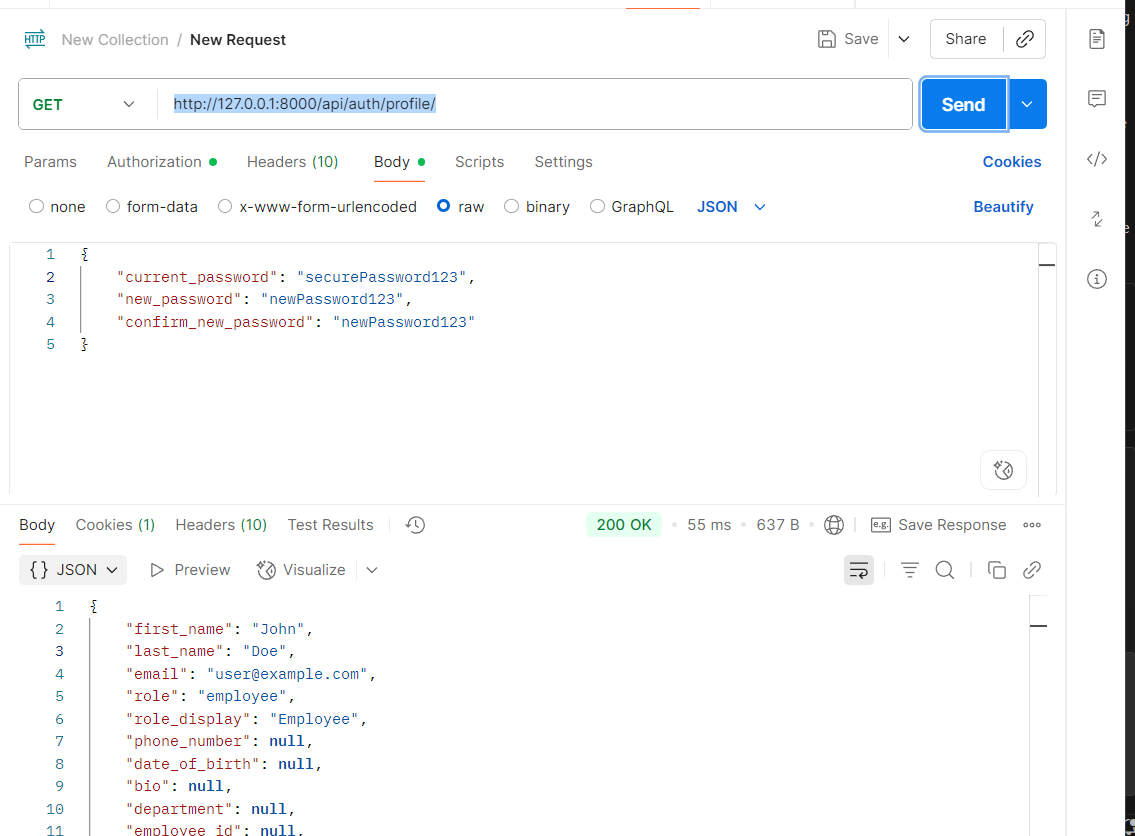 HTTP New Collection / New Request Save Share
GET http://127.0.0.1:8000/api/auth/profile/ Send
Params Authorization Headers (10) Body Scripts Settings Cookies
none form-data x-www-form-urlencoded raw binary GraphQL JSON Beautify
1 {
2 "current_password": "securePassword123",
3 "new_password": "newPassword123",
4 "confirm_new_password": "newPassword123"
5 }
Body Cookies (1) Headers (10) Test Results 200 OK • 55 ms • 637 B • e.g. Save Response
{} JSON Preview Visualize
1 {
2 "first_name": "John",
3 "last_name": "Doe",
4 "email": "user@example.com",
5 "role": "employee",
6 "role_display": "Employee",
7 "phone_number": null,
8 "date_of_birth": null,
9 "bio": null,
10 "department": null,
11 "employee_id": null,